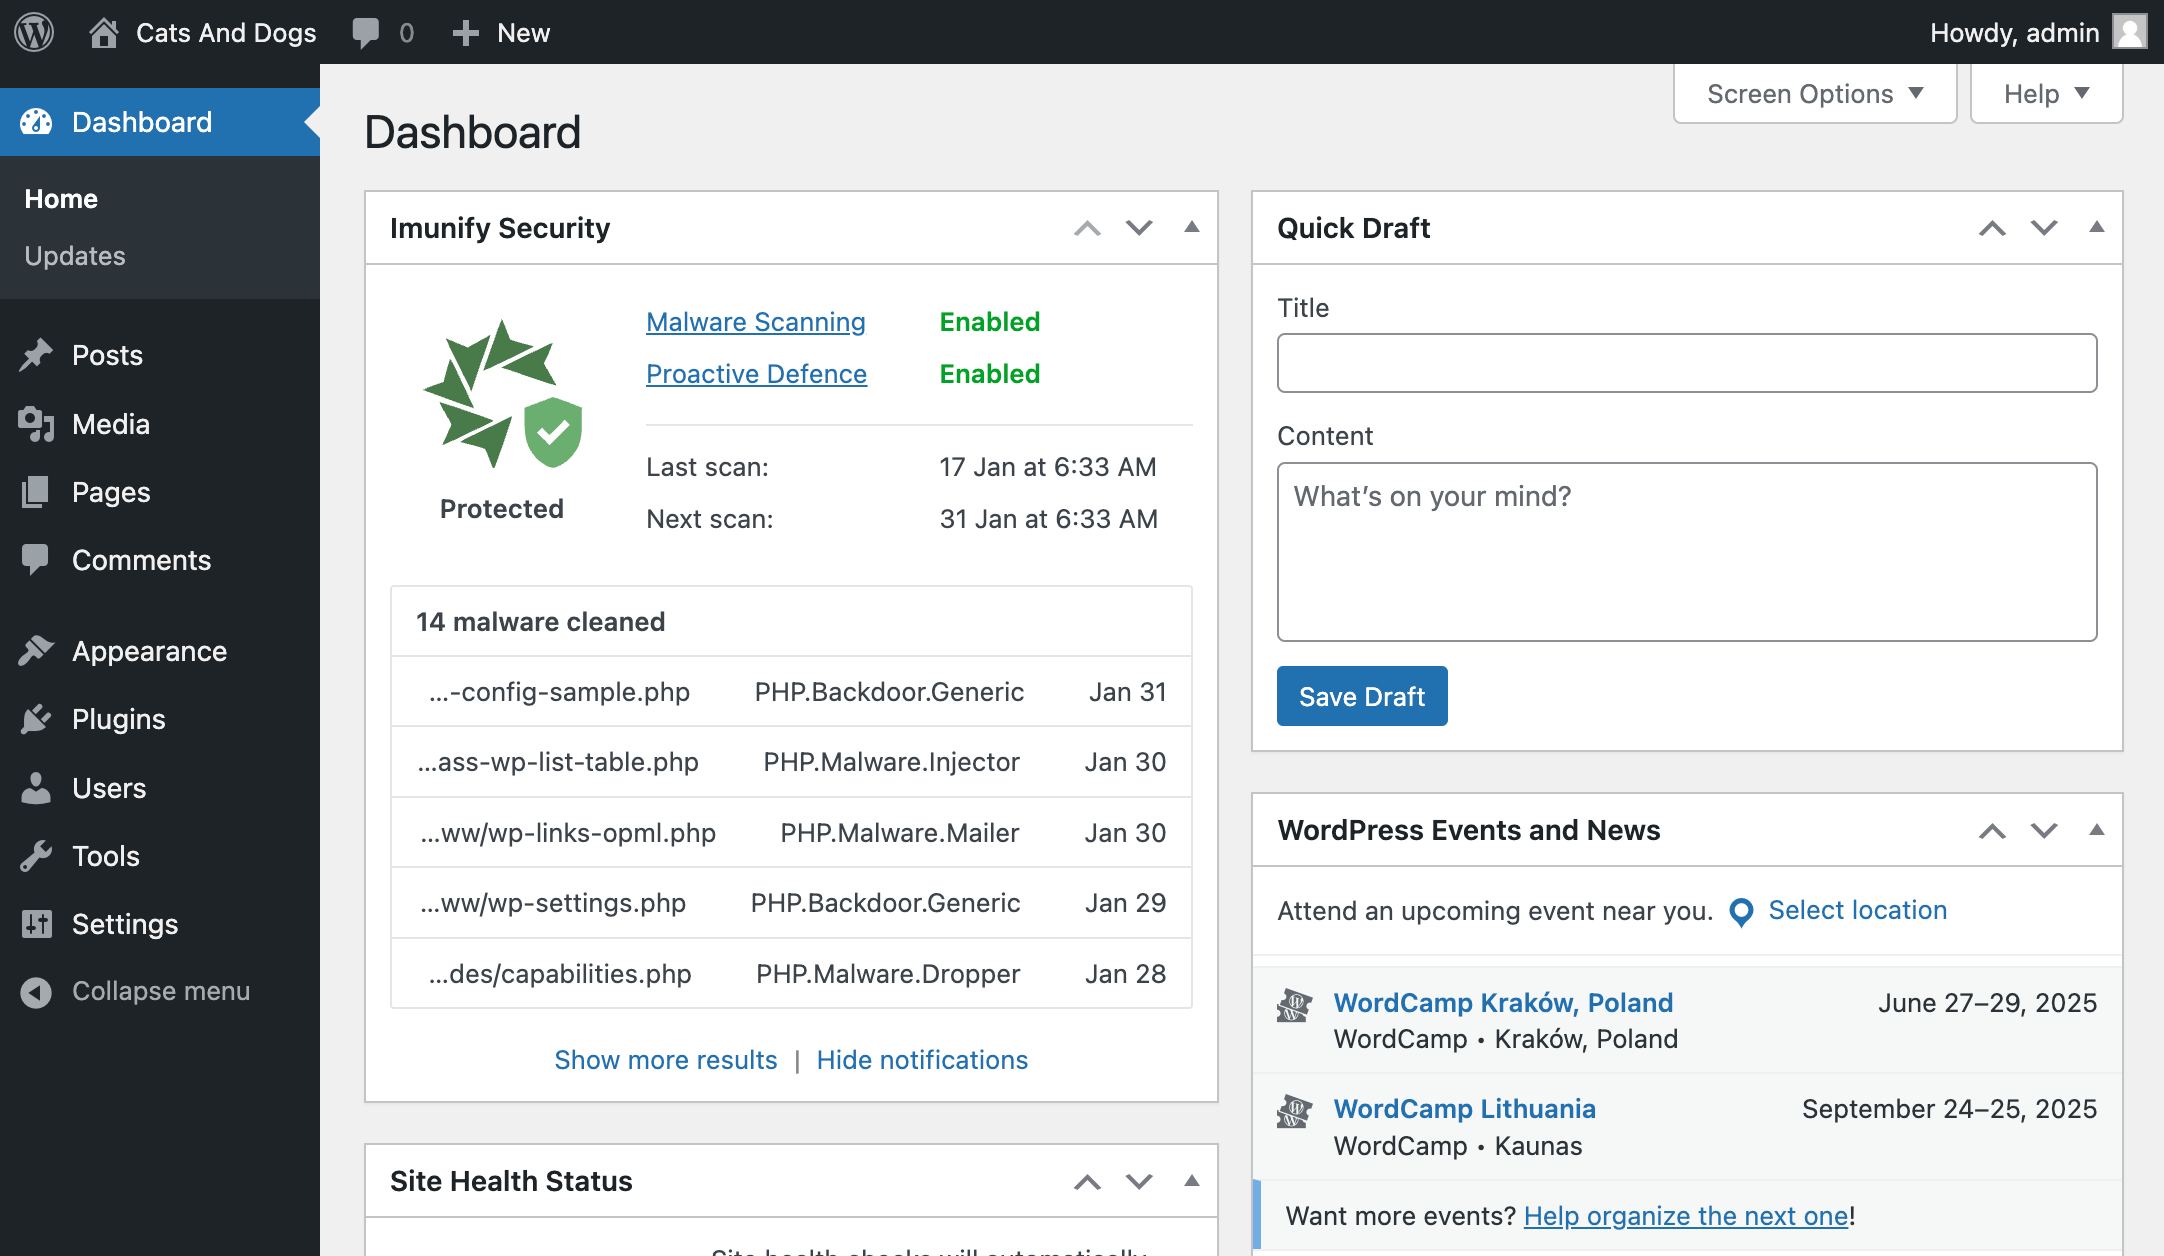 Cats And Dogs
0
New
Howdy, admin
Dashboard
Home
Updates
Posts
Media
Pages
Comments
Appearance
Plugins
Users
Tools
Settings
Collapse menu
Screen Options
Help
Dashboard
Imunify Security
Protected
Malware Scanning Enabled
Proactive Defence Enabled
Last scan: 17 Jan at 6:33 AM
Next scan: 31 Jan at 6:33 AM
14 malware cleaned
...-config-sample.php PHP.Backdoor.Generic Jan 31
...ass-wp-list-table.php PHP.Malware.Injector Jan 30
...ww/wp-links-opml.php PHP.Malware.Mailer Jan 30
...ww/wp-settings.php PHP.Backdoor.Generic Jan 29
...des/capabilities.php PHP.Malware.Dropper Jan 28
Show more results | Hide notifications
Site Health Status
Site health checks will automatically
Quick Draft
Title
Content
What's on your mind?
Save Draft
WordPress Events and News
Attend an upcoming event near you. Select location
WordCamp Kraków, Poland June 27–29, 2025
WordCamp • Kraków, Poland
WordCamp Lithuania September 24–25, 2025
WordCamp • Kaunas
Want more events? Help organize the next one!